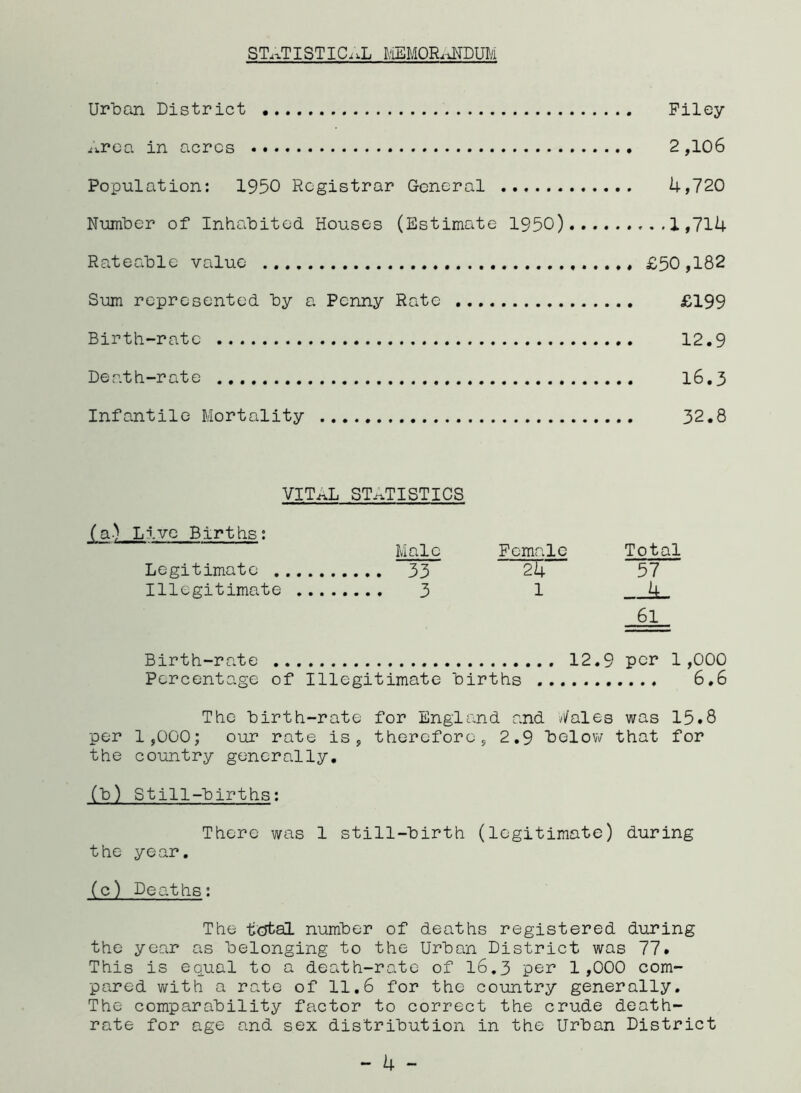 STATISTICAL MEMORANDUM
Urban District ........................................ Filey
Area in acres ......................................... 2,106
Population: 1950 Registrar General ............ 4,720
Number of Inhabited Houses (Estimate 1950).........1,714
Rateable value ........................................ £50,182
Sum represented by a Penny Rate ................. £199
Birth-rate ............................................ 12.9
Death-rate ............................................ 16.3
Infantile Mortality .................................. 32.8
VITAL STATISTICS
(a) Live Births:
Male Female Total
Legitimate .......... 33 24 57
Illegitimate ........ 3 1 4
61
Birth-rate ............................ 12.9 per 1,000
Percentage of Illegitimate births ........... 6.6
The birth-rate for England and Wales was 15.8
per 1,000; our rate is, therefore, 2.9 below that for
the country generally.
(b) Still-births:
There was 1 still-birth (legitimate) during
the year.
(c) Deaths:
The total number of deaths registered during
the year as belonging to the Urban District was 77.
This is equal to a death-rate of 16.3 per 1,000 com-
pared with a rate of 11.6 for the country generally.
The comparability factor to correct the crude death-
rate for age and sex distribution in the Urban District
- 4 -